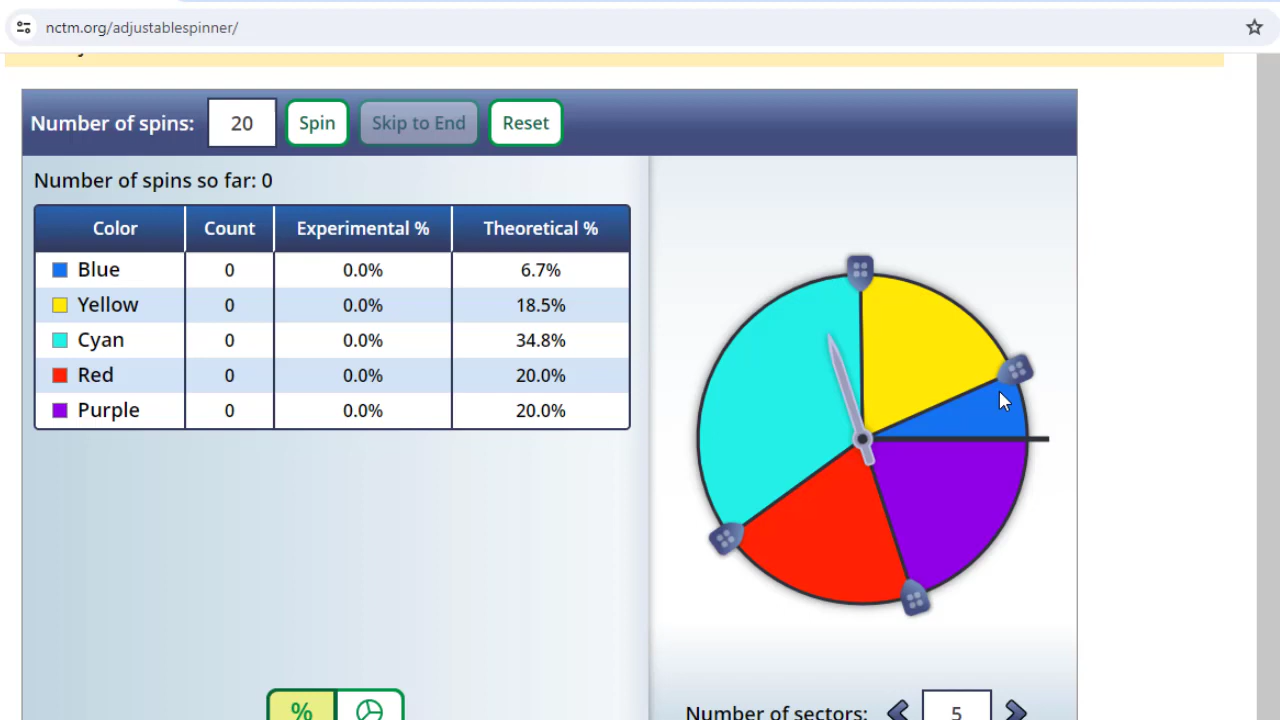 nctm.org/adjustablespinner/
Number of spins: 20 Spin Skip to End Reset
Number of spins so far: 0
Color Count Experimental % Theoretical %
Blue 0 0.0% 6.7%
Yellow 0 0.0% 18.5%
Cyan 0 0.0% 34.8%
Red 0 0.0% 20.0%
Purple 0 0.0% 20.0%
%
Number of sectors: 5